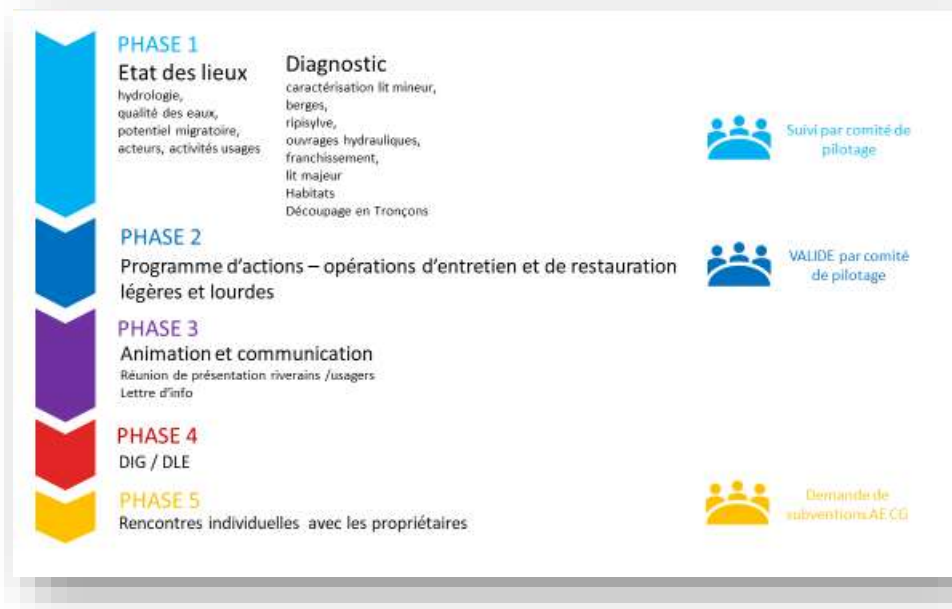 PHASE 1
Etat des lieux
hydrologie,
qualité des eaux,
potentiel migratoire,
acteurs, activités usages
Diagnostic
caractérisation lit mineur,
berges,
ripisylve,
ouvrages hydrauliques,
franchissement,
lit majeur
Habitats
Découpage en Tronçons
Suivi par comité de
pilotage
PHASE 2
Programme d'actions – opérations d'entretien et de restauration
légères et lourdes
VALIDE par comité
de pilotage
PHASE 3
Animation et communication
Réunion de présentation riverains /usagers
Lettre d'info
PHASE 4
DIG / DLE
PHASE 5
Rencontres individuelles avec les propriétaires
Demande de
subventions AE CG